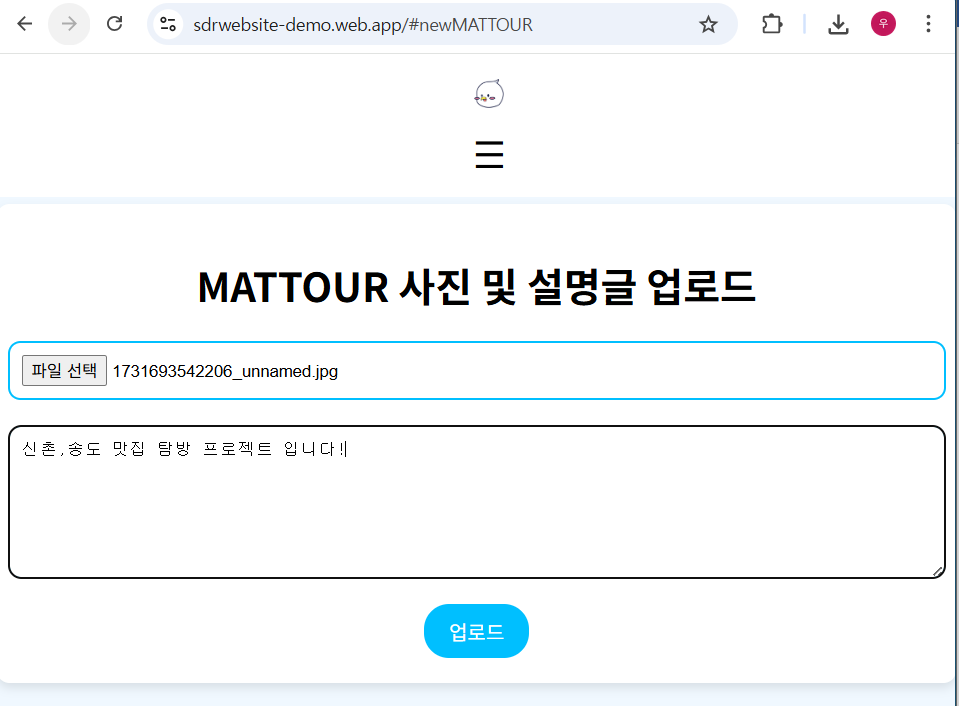 sdrwebsite-demo.web.app/#newMATTOUR
우
MATTOUR 사진 및 설명글 업로드
파일 선택 1731693542206_unnamed.jpg
신촌,송도 맛집 탐방 프로젝트 입니다!
업로드